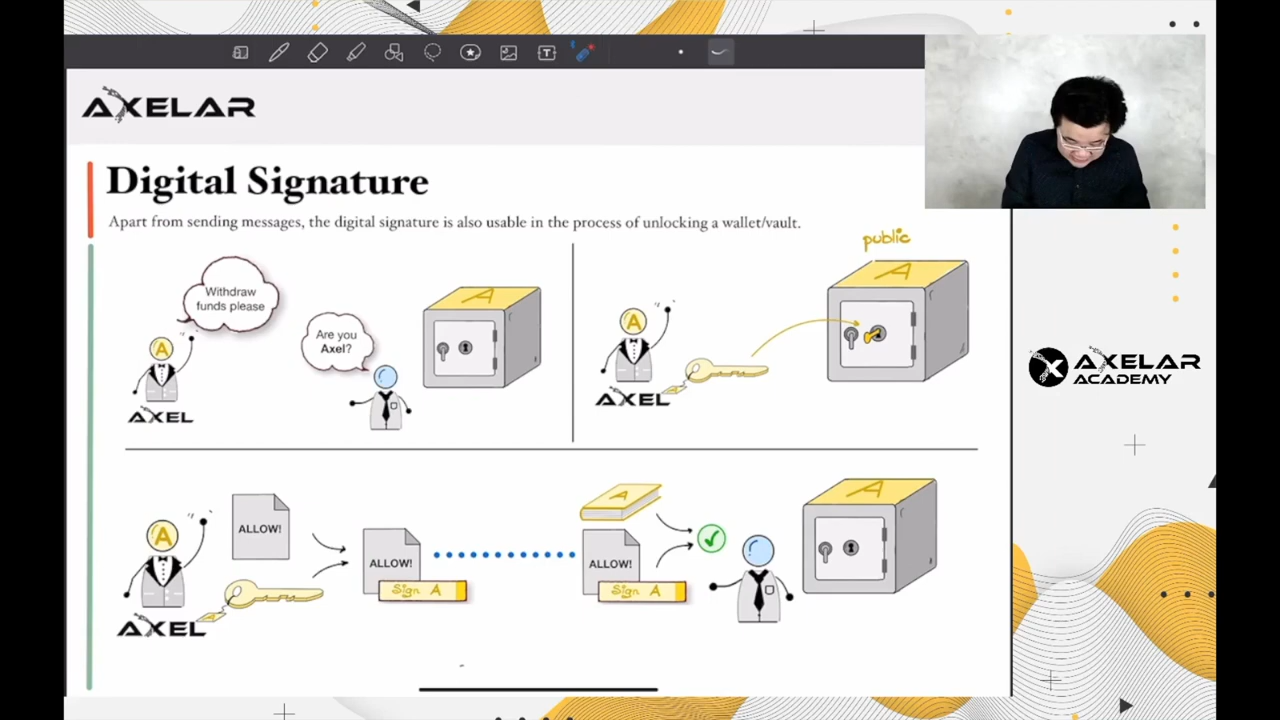 AXELAR
Digital Signature
Apart from sending messages, the digital signature is also usable in the process of unlocking a wallet/vault.
Withdraw
funds please
Are you
Axel?
A
A
AXEL
public
A
A
AXEL
AXELAR
ACADEMY
A
ALLOW!
AXEL
ALLOW!
Sign A
A
ALLOW!
Sign A
A